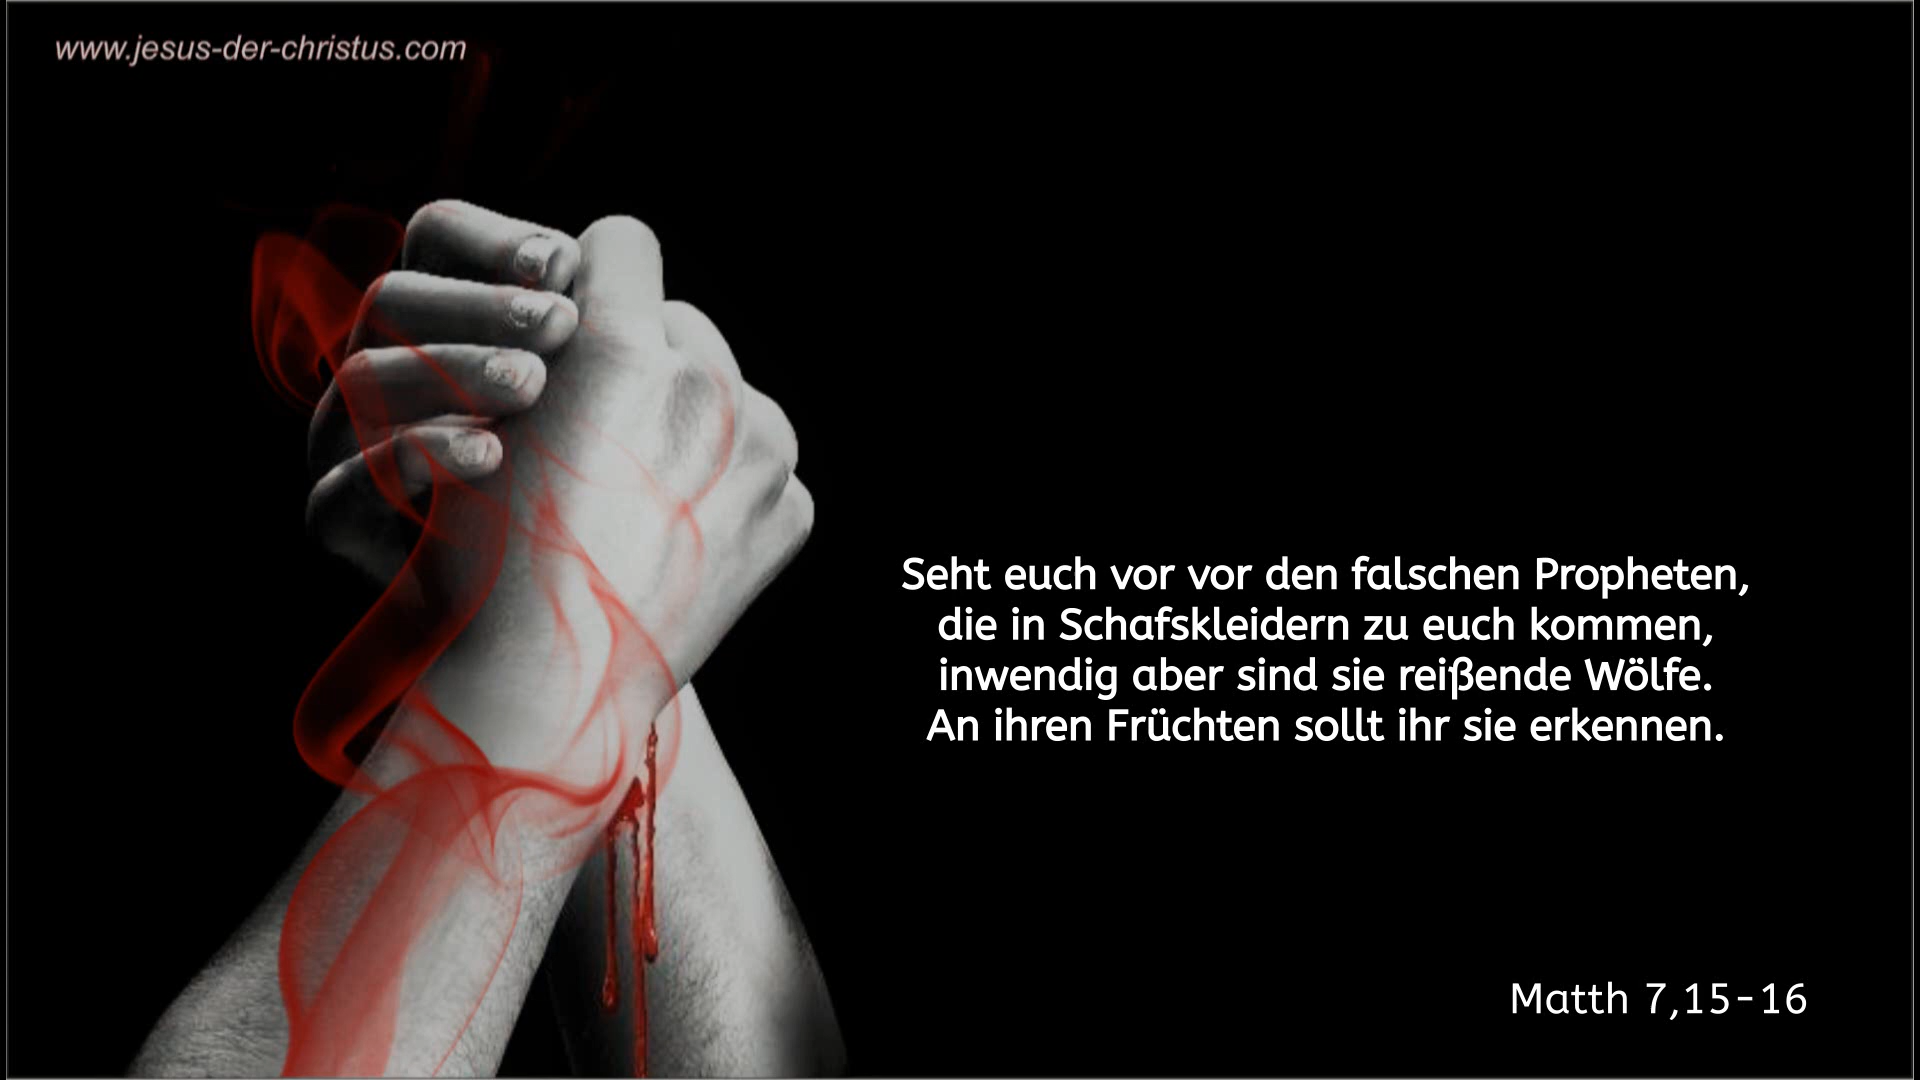 www.jesus-der-christus.com
Seht euch vor vor den falschen Propheten,
die in Schafskleidern zu euch kommen,
inwendig aber sind sie reißende Wölfe.
An ihren Früchten sollt ihr sie erkennen.
Matth 7,15-16